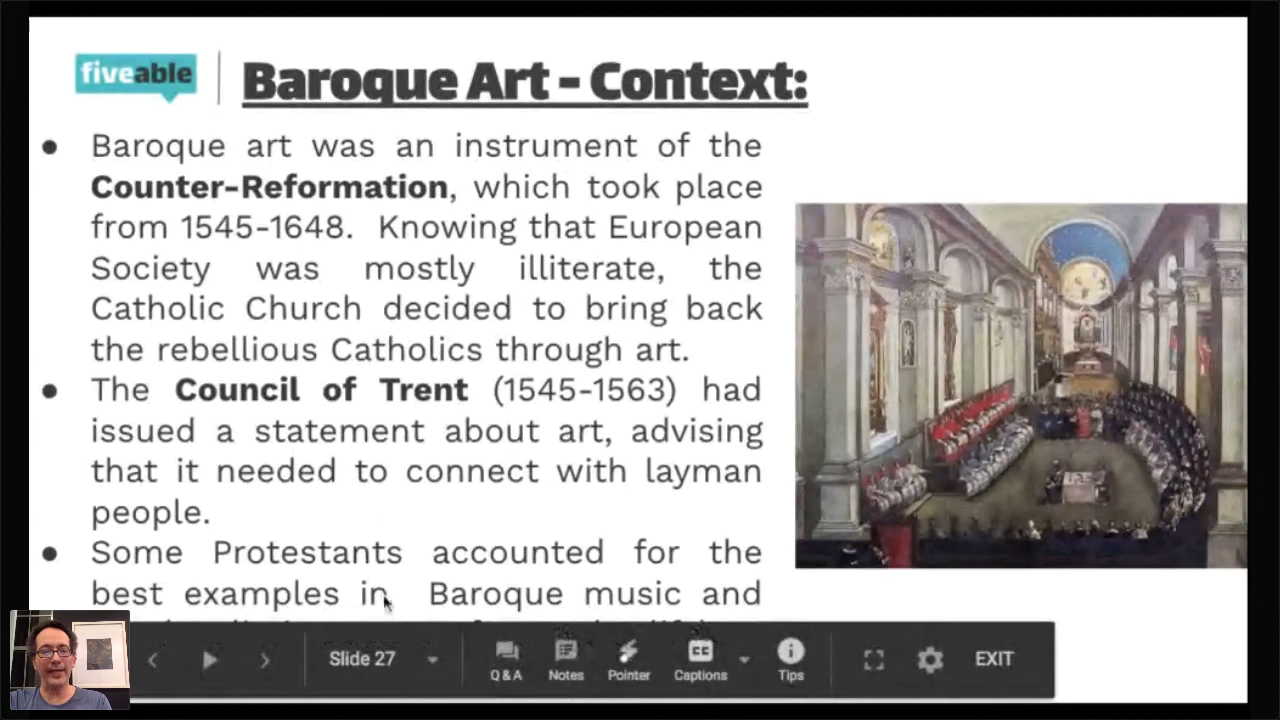 fiveable
Baroque Art - Context:
● Baroque art was an instrument of the
Counter-Reformation, which took place
from 1545-1648. Knowing that European
Society was mostly illiterate, the
Catholic Church decided to bring back
the rebellious Catholics through art.
● The Council of Trent (1545-1563) had
issued a statement about art, advising
that it needed to connect with layman
people.
● Some Protestants accounted for the
best examples in Baroque music and
Slide 27
Q & A
Notes
Pointer
CC
Captions
Tips
EXIT